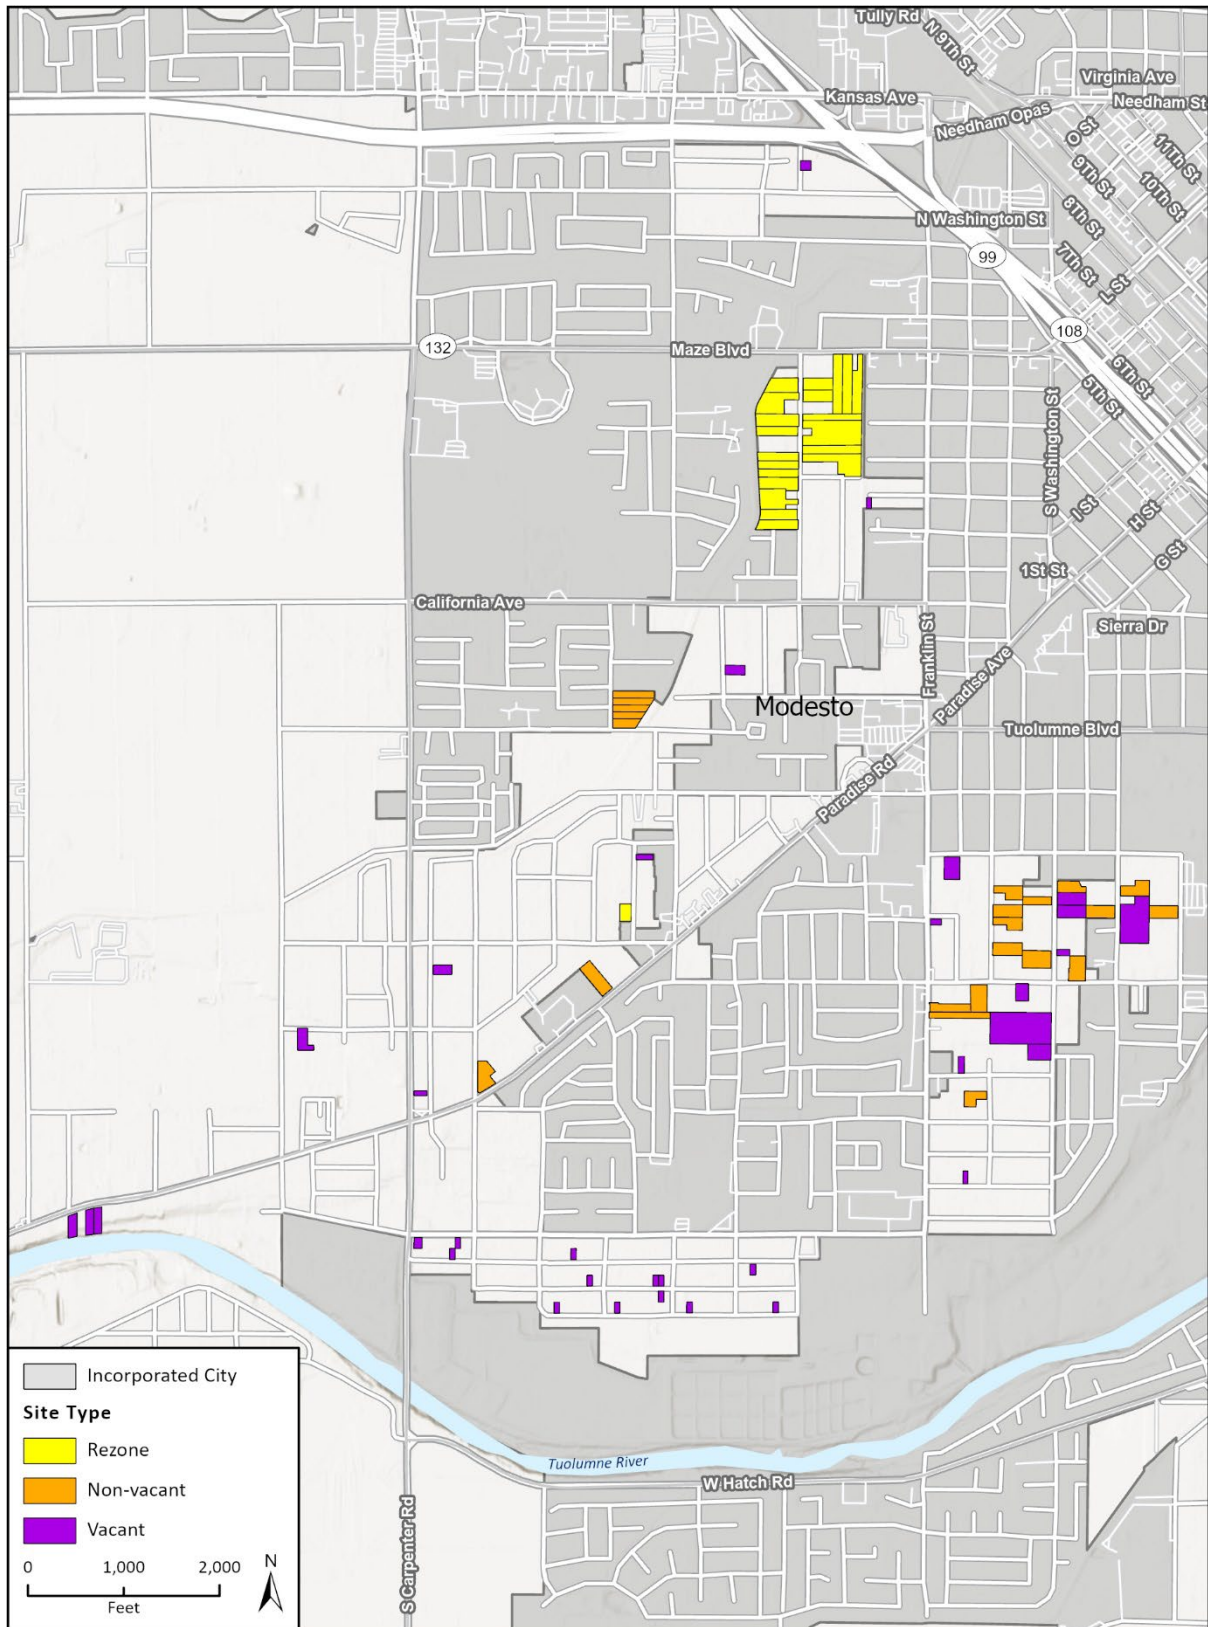 Tully Rd
N 9Th St
Virginia Ave
Kansas Ave
Needham St
Needham Opas
O St
11Th St
9Th St
10Th St
8Th St
N Washington St
99
7Th St
L St
108
132
Maze Blvd
6Th St
5Th St
S Washington St
I St
H St
G St
1St St
California Ave
Sierra Dr
Franklin St
Paradise Ave
Modesto
Tuolumne Blvd
Paradise Rd
Incorporated City
Site Type
Rezone
Non-vacant
Vacant
0 1,000 2,000
Feet
N
S Carpenter Rd
Tuolumne River
W Hatch Rd